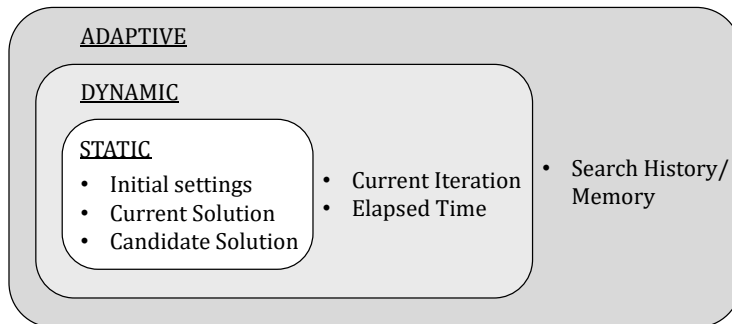 ADAPTIVE
DYNAMIC
STATIC
• Initial settings
• Current Solution
• Candidate Solution
• Current Iteration
• Elapsed Time
• Search History/
Memory